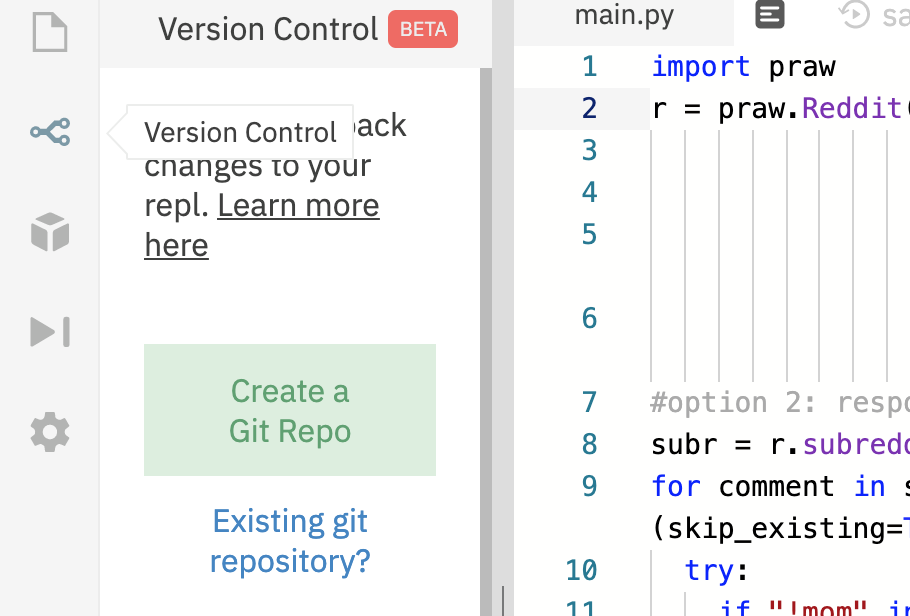 Version Control BETA
Version Control
back
changes to your
repl. Learn more
here
Create a
Git Repo
Existing git
repository?
main.py
1 import praw
2 r = praw.Reddit(
3
4
5
6
7 #option 2: respo
8 subr = r.subredd
9 for comment in s
(skip_existing=T
10 try:
11 if "!mom" in